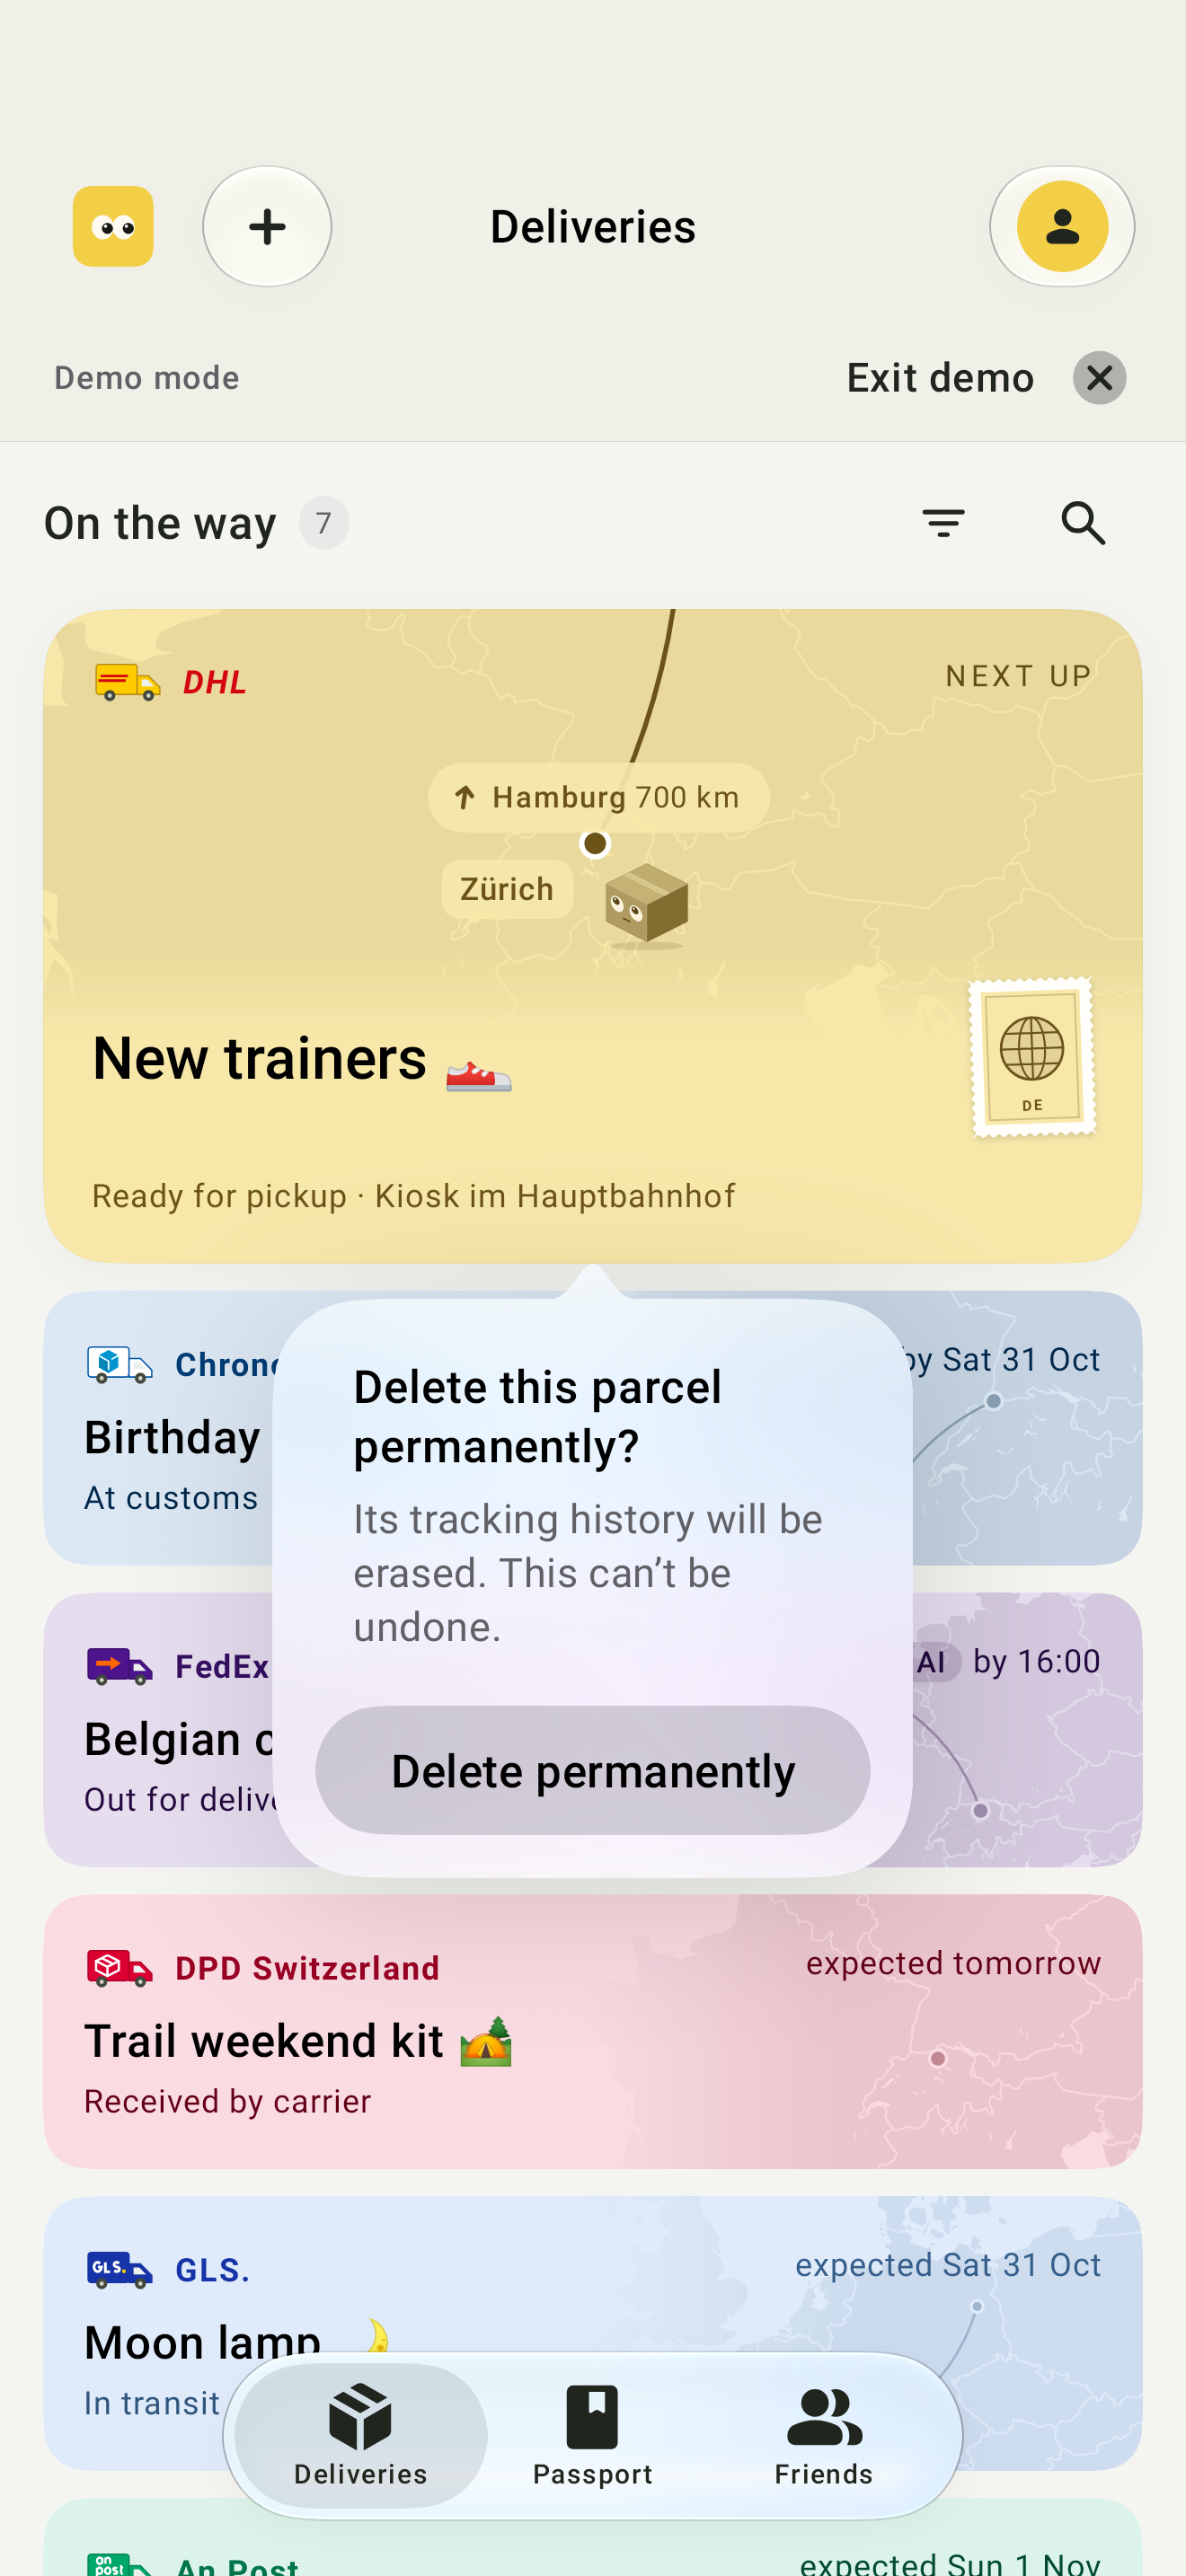 Deliveries
Demo mode
Exit demo
On the way 7
DHL
NEXT UP
Hamburg 700 km
Zürich
DE
New trainers
Ready for pickup · Kiosk im Hauptbahnhof
by Sat 31 Oct
Birthday
At customs
Delete this parcel
permanently?
Its tracking history will be
erased. This can’t be
undone.
Delete permanently
FedEx
AI by 16:00
Belgian
Out for
DPD Switzerland
expected tomorrow
Trail weekend kit
Received by carrier
GLS.
GLS.
expected Sat 31 Oct
Moon lamp
In transit
Deliveries
Passport
Friends
an post
An Post
expected Sun 1 Nov